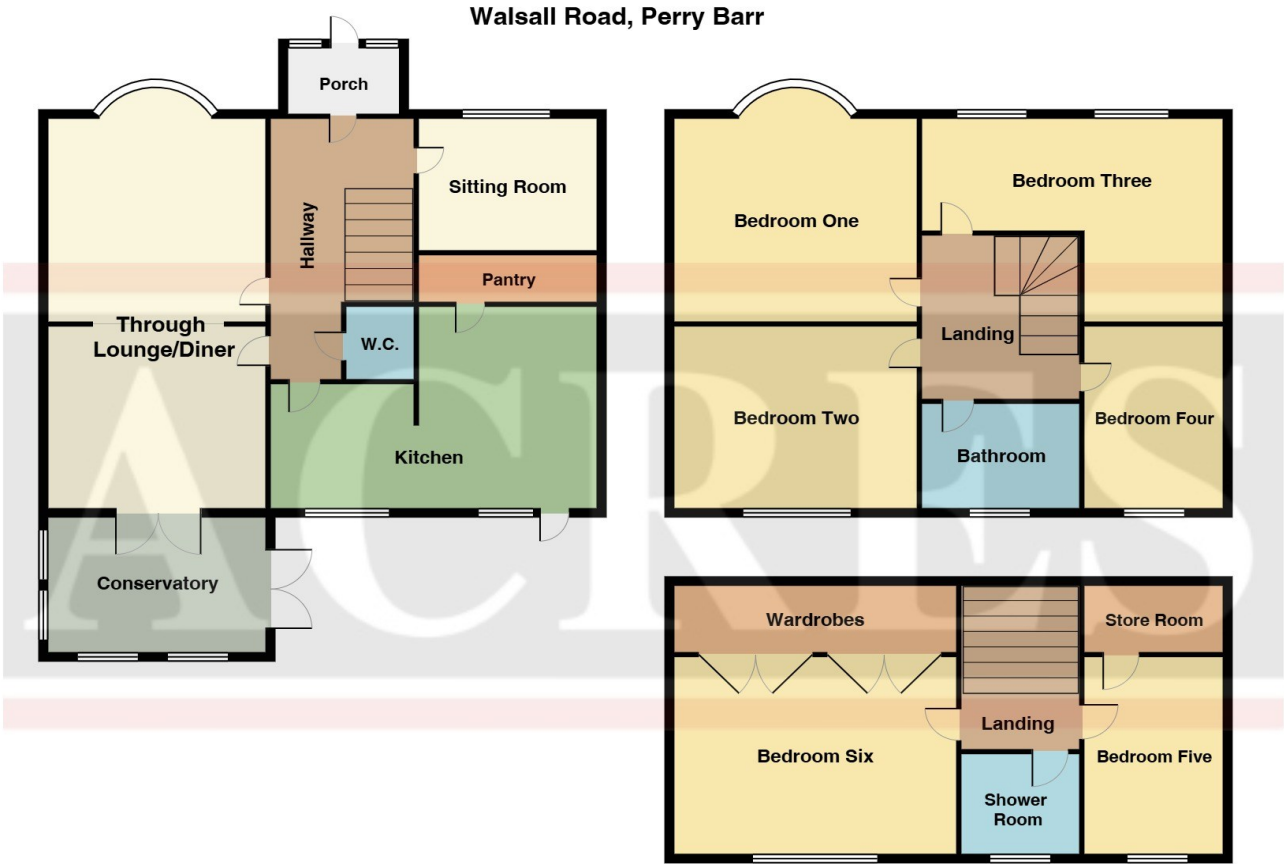 Walsall Road, Perry Barr
Porch
Hallway
Sitting Room
Pantry
Through
Lounge/Diner
W.C.
Kitchen
Conservatory
Bedroom One
Bedroom Three
Landing
Bedroom Two
Bathroom
Bedroom Four
Wardrobes
Store Room
Landing
Bedroom Six
Bedroom Five
Shower
Room
ACRES